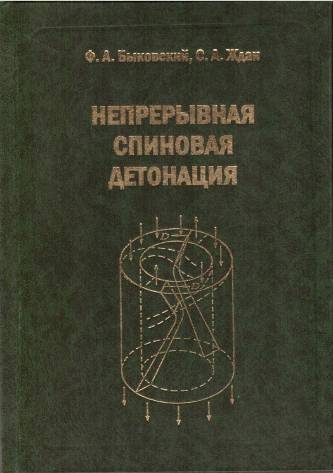 Ф. А. Быковский, С. А. Ждан
НЕПРЕРЫВНАЯ
СПИНОВАЯ
ДЕТОНАЦИЯ
D
D